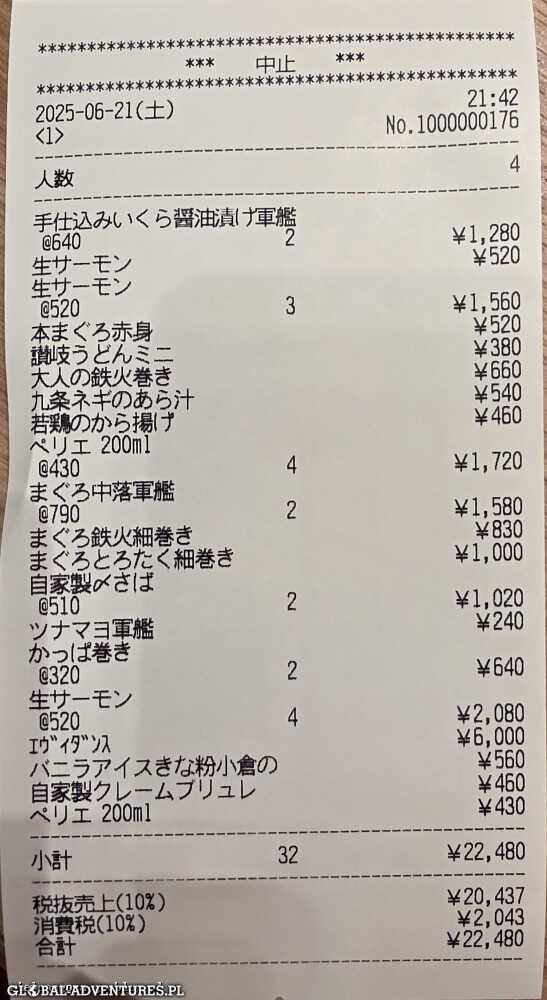 *************************************************
*** 中止 ***
*************************************************
2025-06-21(土) 21:42
<1> No.1000000176
人数 4
手仕込みいくら醤油漬け軍艦
@640 2 ¥1,280
生サーモン ¥520
生サーモン
@520 3 ¥1,560
本まぐろ赤身 ¥520
讃岐うどんミニ ¥380
大人の鉄火巻き ¥660
九条ネギのあら汁 ¥540
若鶏のから揚げ ¥460
ペリエ 200ml
@430 4 ¥1,720
まぐろ中落軍艦
@790 2 ¥1,580
まぐろ鉄火細巻き ¥830
まぐろとろたく細巻き ¥1,000
自家製〆さば
@510 2 ¥1,020
ツナマヨ軍艦 ¥240
かっぱ巻き
@320 2 ¥640
生サーモン
@520 4 ¥2,080
ｴｳﾞｨﾀﾞﾝｽ ¥6,000
バニラアイスきな粉小倉の ¥560
自家製クレームブリュレ ¥460
ペリエ 200ml ¥430
小計 32 ¥22,480
税抜売上(10%) ¥20,437
消費税(10%) ¥2,043
合計 ¥22,480
GLOBAL-ADVENTURES.PL